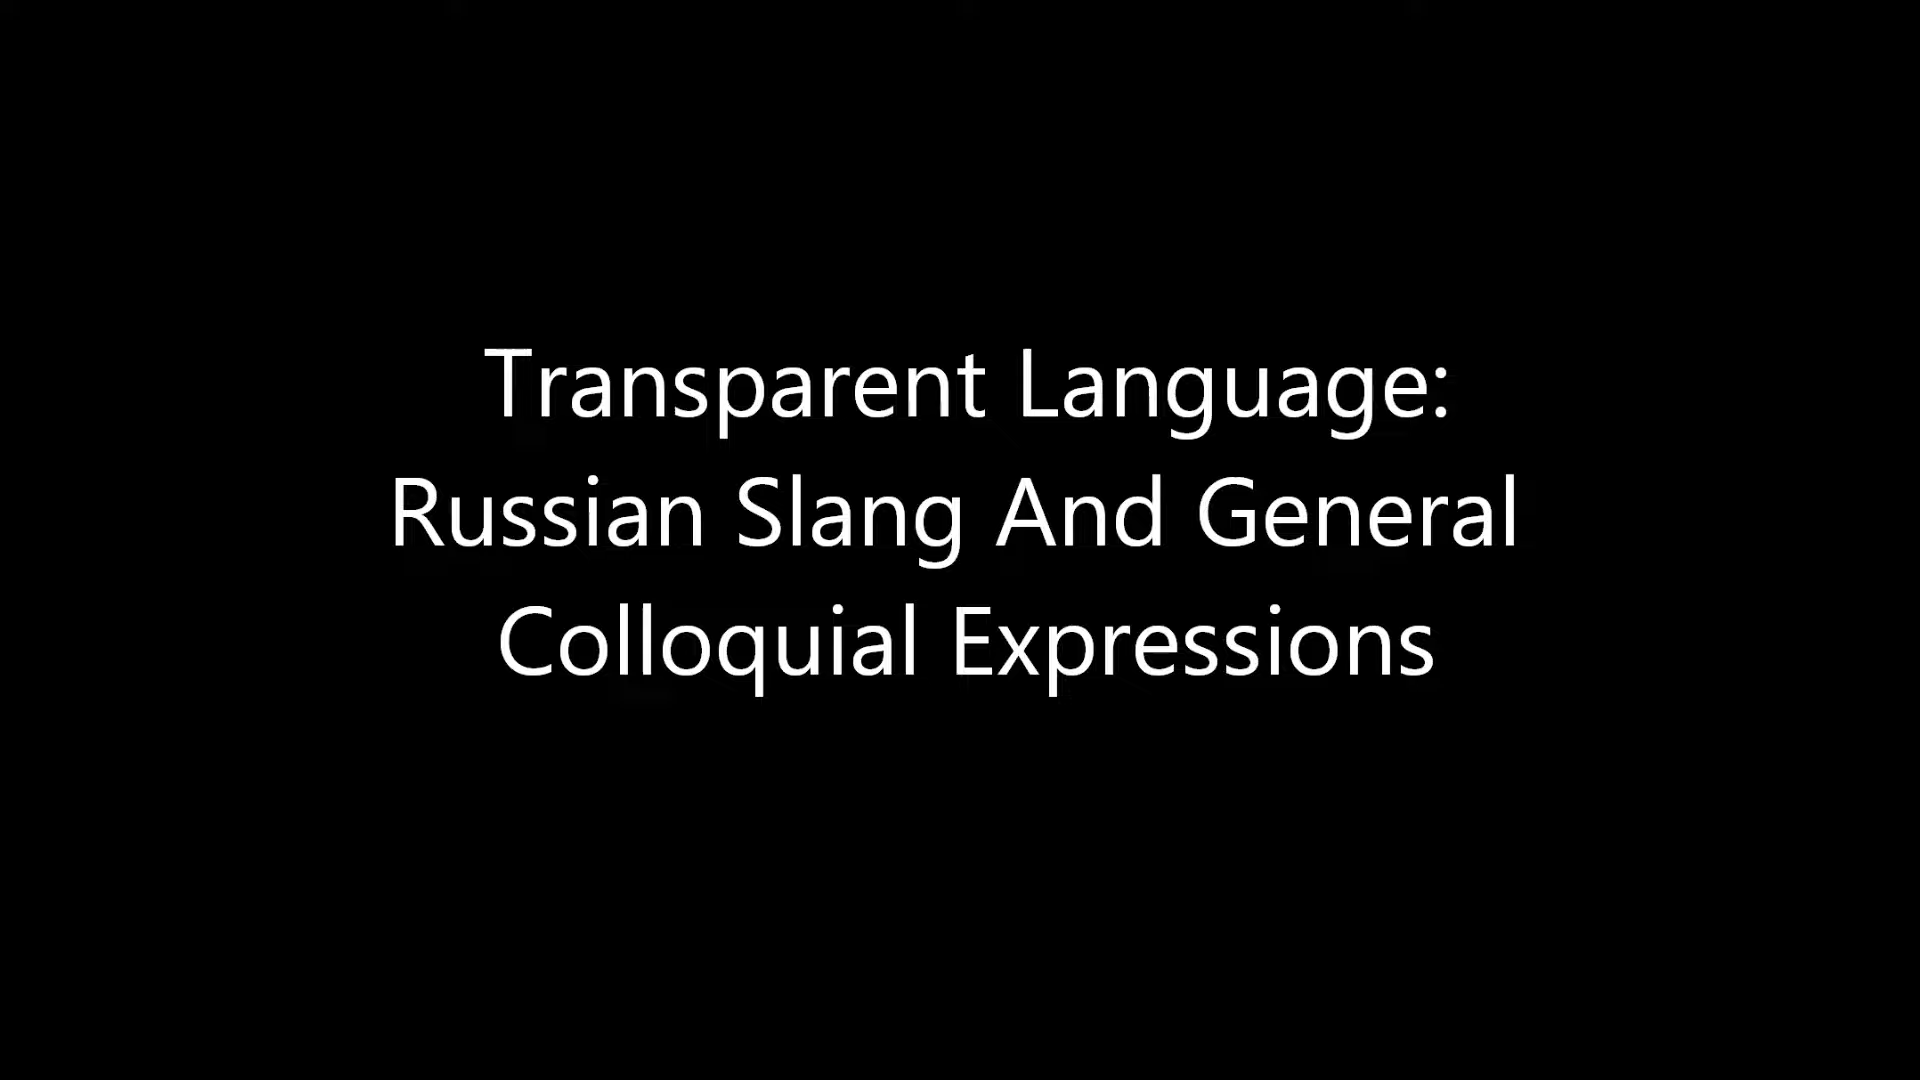 Transparent Language:
Russian Slang And General
Colloquial Expressions